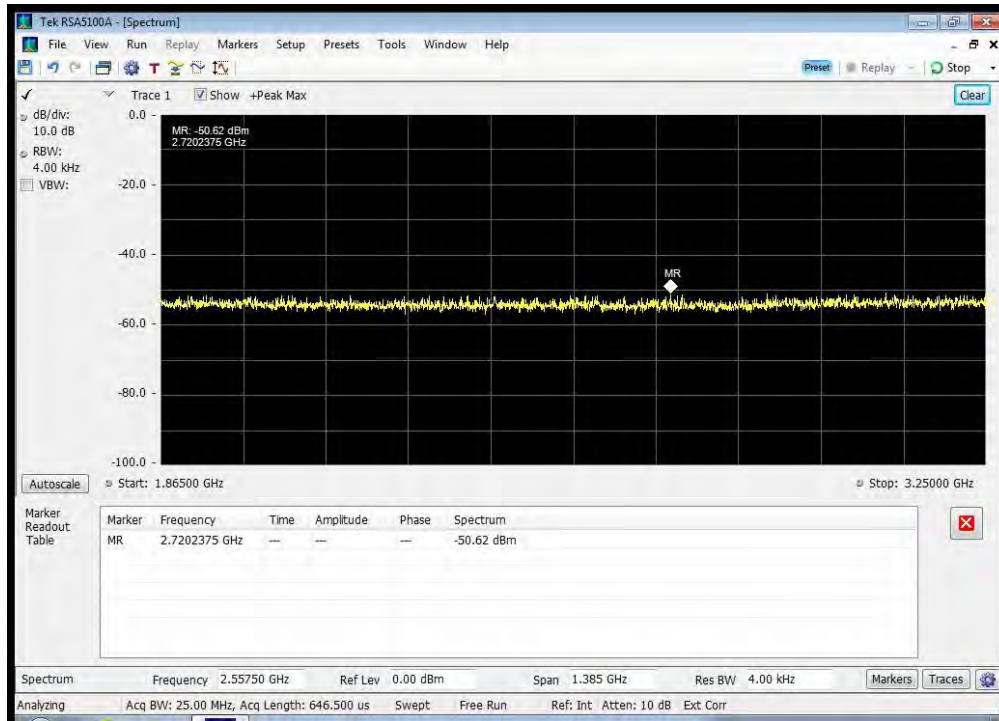 Tek RSA5100A - [Spectrum]
File View Run Replay Markers Setup Presets Tools Window Help
T
Preset Replay Stop
Trace 1 Show +Peak Max Clear
dB/div:
10.0 dB
RBW:
4.00 kHz
VBW:
0.0
MR: -50.62 dBm
2.7202375 GHz
-20.0
-40.0
MR
-60.0
-80.0
-100.0
Autoscale Start: 1.86500 GHz Stop: 3.25000 GHz
Marker
Readout
Table
Marker Frequency Time Amplitude Phase Spectrum
MR 2.7202375 GHz --- --- --- -50.62 dBm
Spectrum Frequency 2.55750 GHz Ref Lev 0.00 dBm Span 1.385 GHz Res BW 4.00 kHz Markers Traces
Analyzing Acq BW: 25.00 MHz, Acq Length: 646.500 us Swept Free Run Ref: Int Atten: 10 dB Ext Corr